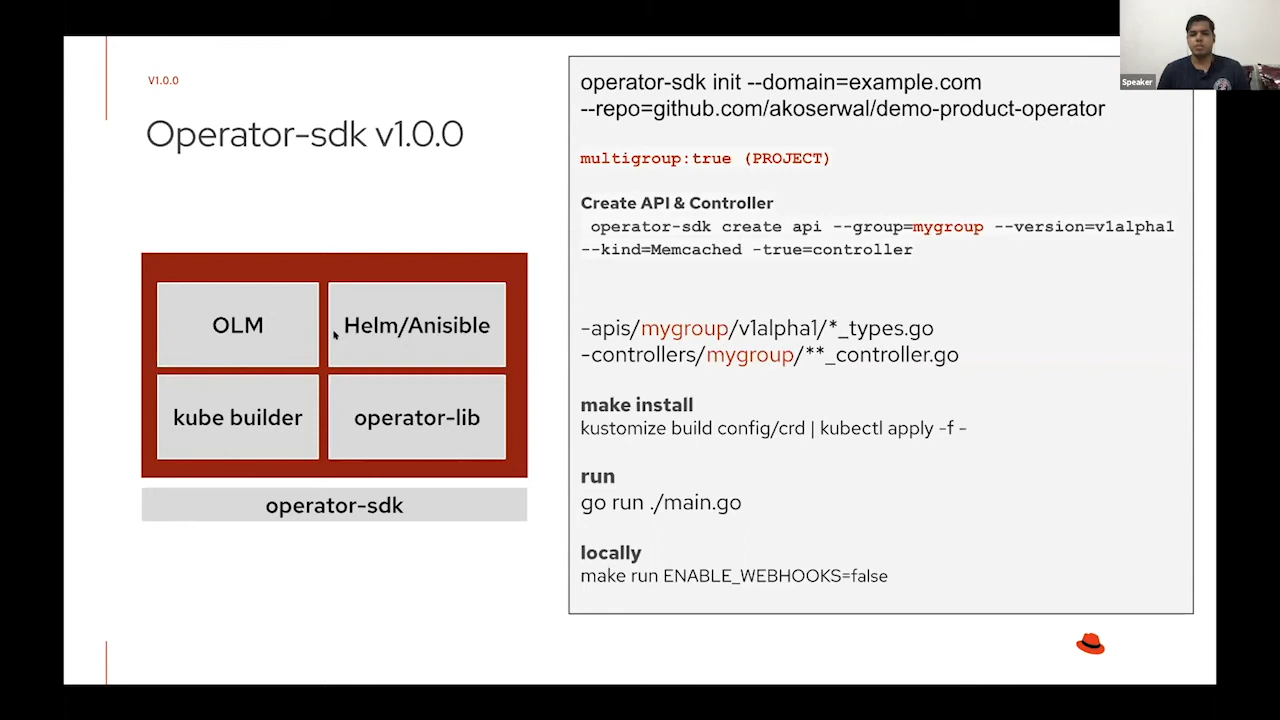 V1.0.0
Operator-sdk v1.0.0
OLM
Helm/Anisible
kube builder
operator-lib
operator-sdk
operator-sdk init --domain=example.com
--repo=github.com/akoserwal/demo-product-operator
multigroup:true (PROJECT)
Create API & Controller
operator-sdk create api --group=mygroup --version=v1alpha1
--kind=Memcached -true=controller
-apis/mygroup/v1alpha1/*_types.go
-controllers/mygroup/**_controller.go
make install
kustomize build config/crd | kubectl apply -f -
run
go run ./main.go
locally
make run ENABLE_WEBHOOKS=false
Speaker